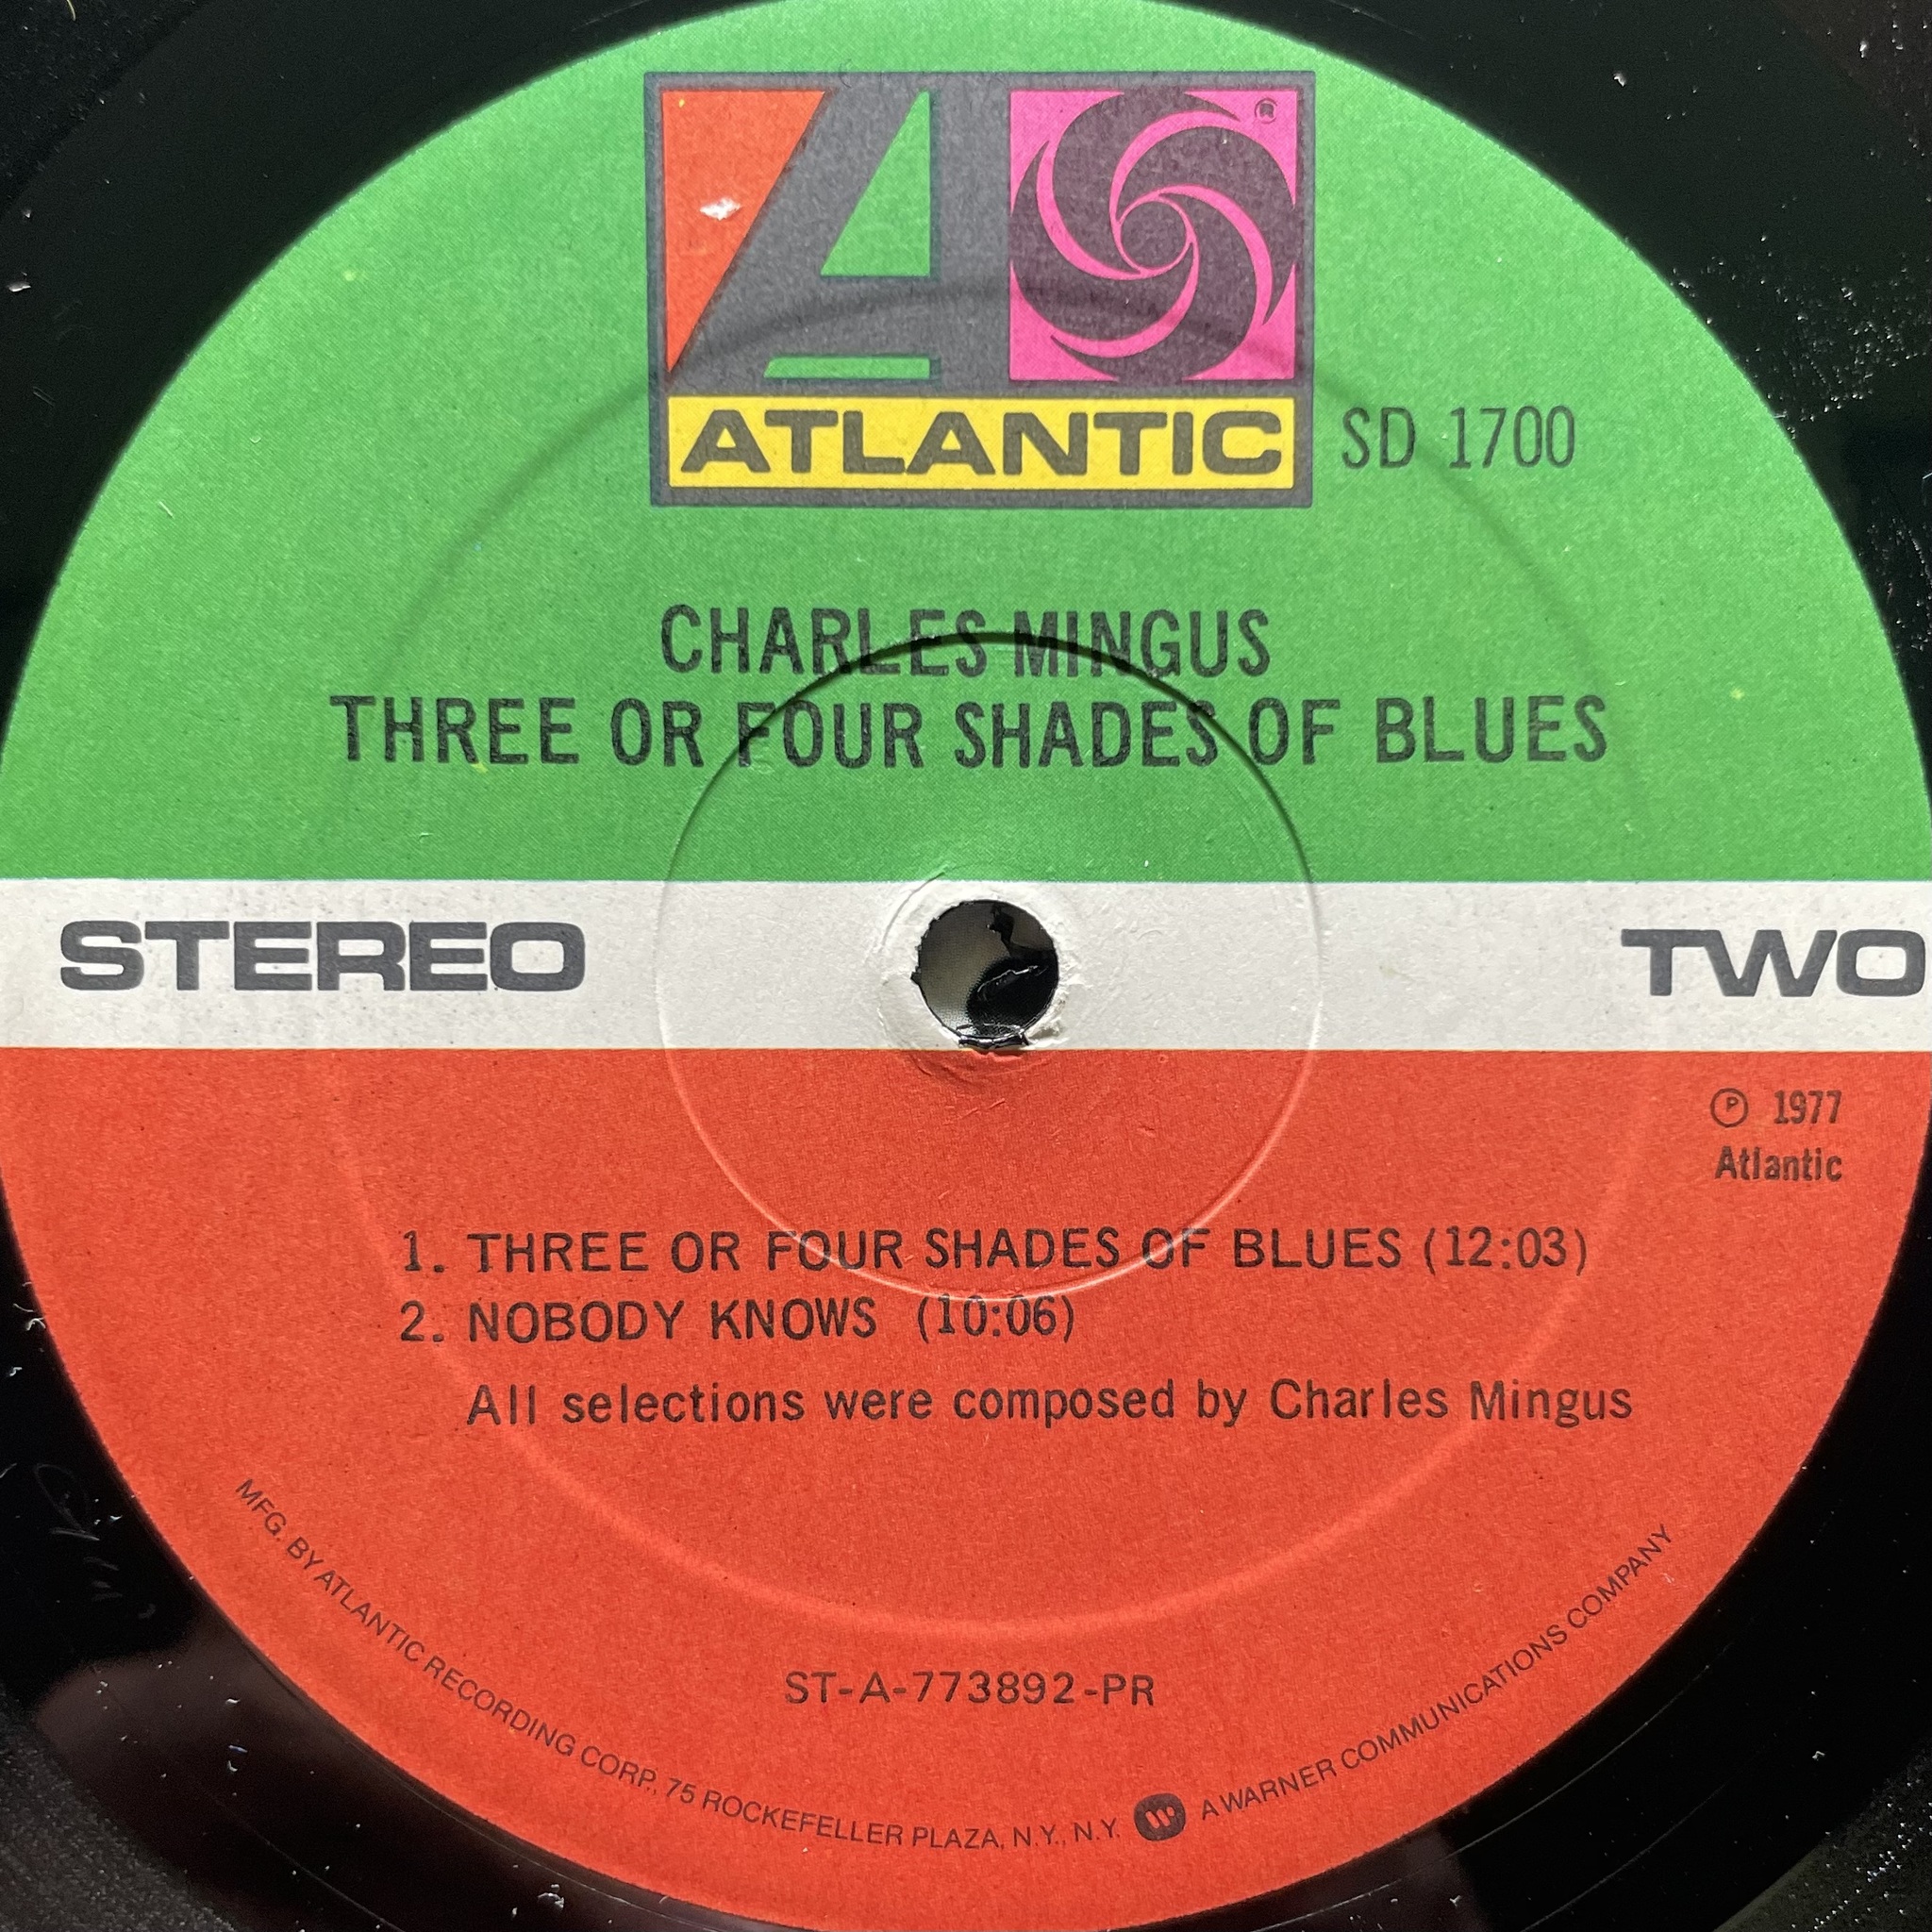 ®
ATLANTIC
SD 1700
CHARLES MINGUS
THREE OR FOUR SHADES OF BLUES
STEREO
TWO
℗ 1977
Atlantic
1. THREE OR FOUR SHADES OF BLUES (12:03)
2. NOBODY KNOWS (10:06)
All selections were composed by Charles Mingus
ST-A-773892-PR
MFG. BY ATLANTIC RECORDING CORP., 75 ROCKEFELLER PLAZA, N.Y., N.Y. W A WARNER COMMUNICATIONS COMPANY